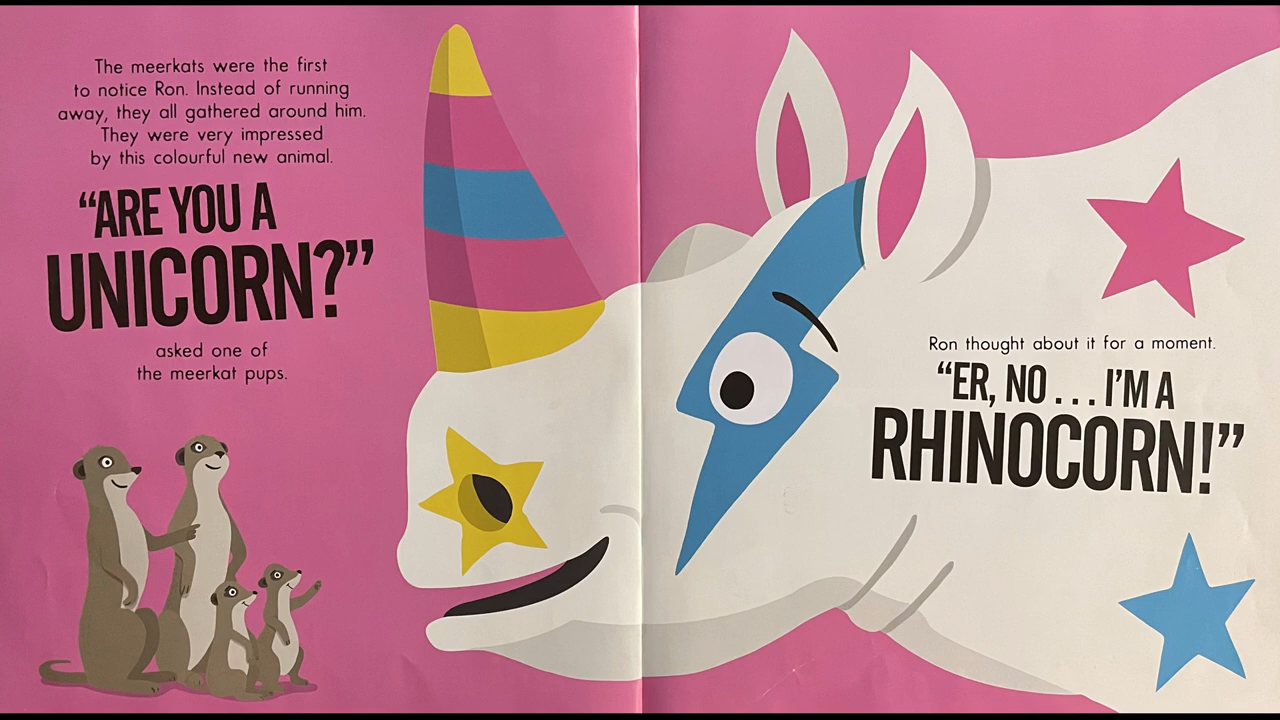 The meerkats were the first
to notice Ron. Instead of running
away, they all gathered around him.
They were very impressed
by this colourful new animal.
“ARE YOU A
UNICORN?”
asked one of
the meerkat pups.
Ron thought about it for a moment.
“ER, NO . . . I’M A
RHINOCORN!”